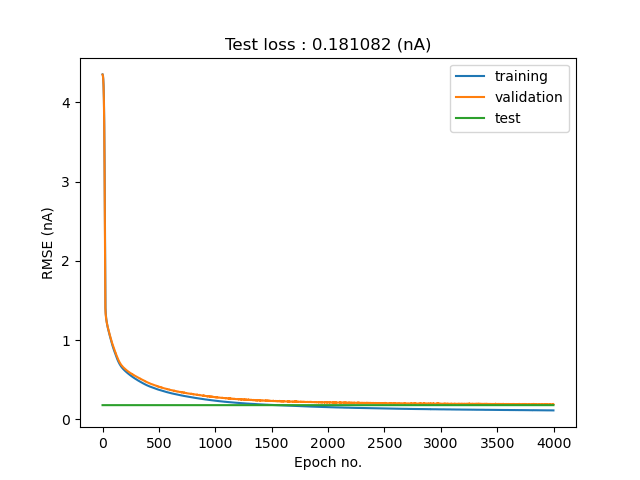 Test loss : 0.181082 (nA)
training
validation
test
RMSE (nA)
4
3
2
1
0
0 500 1000 1500 2000 2500 3000 3500 4000
Epoch no.